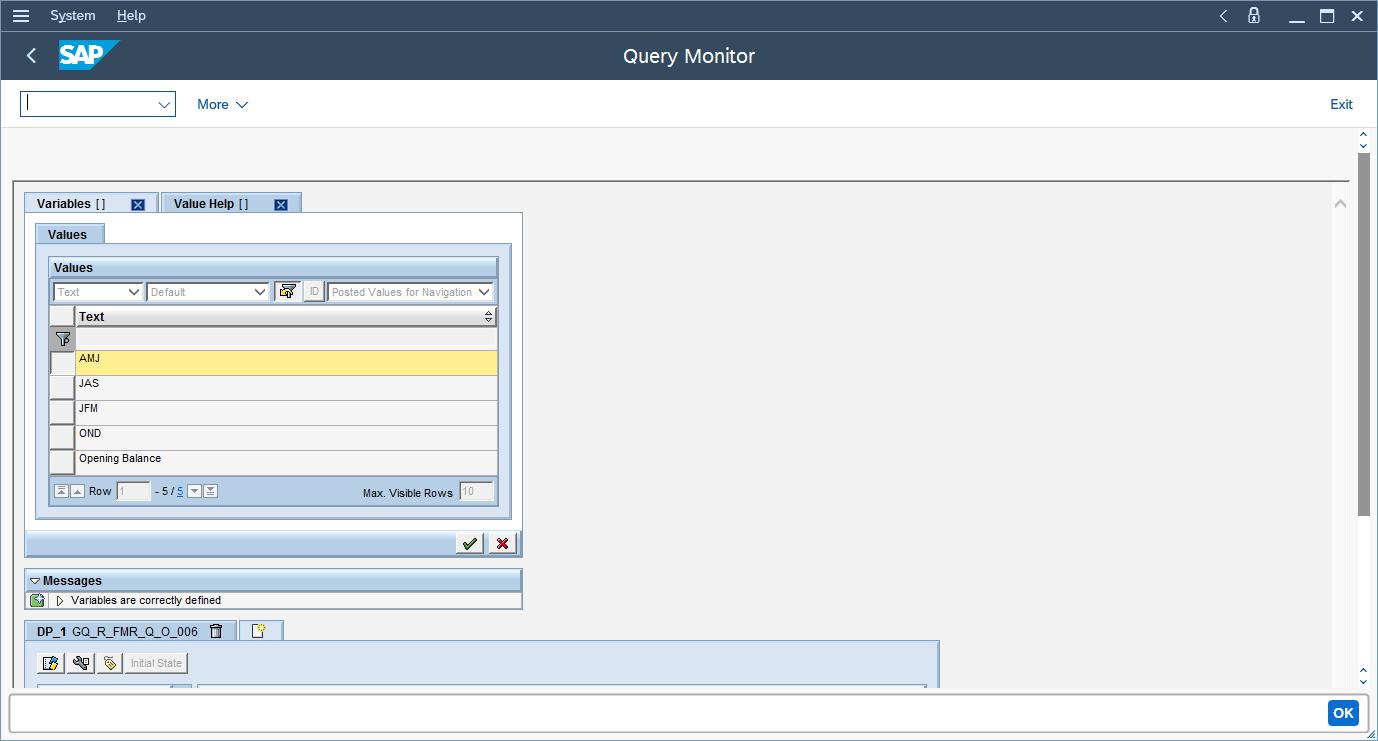 System Help
SAP Query Monitor
More Exit
Variables [ ] Value Help [ ]
Values
Values
Text Default ID Posted Values for Navigation
Text
AMJ
JAS
JFM
OND
Opening Balance
Row 1 - 5 / 5 Max. Visible Rows 10
Messages
Variables are correctly defined
DP_1 GQ_R_FMR_Q_O_006
Initial State
OK